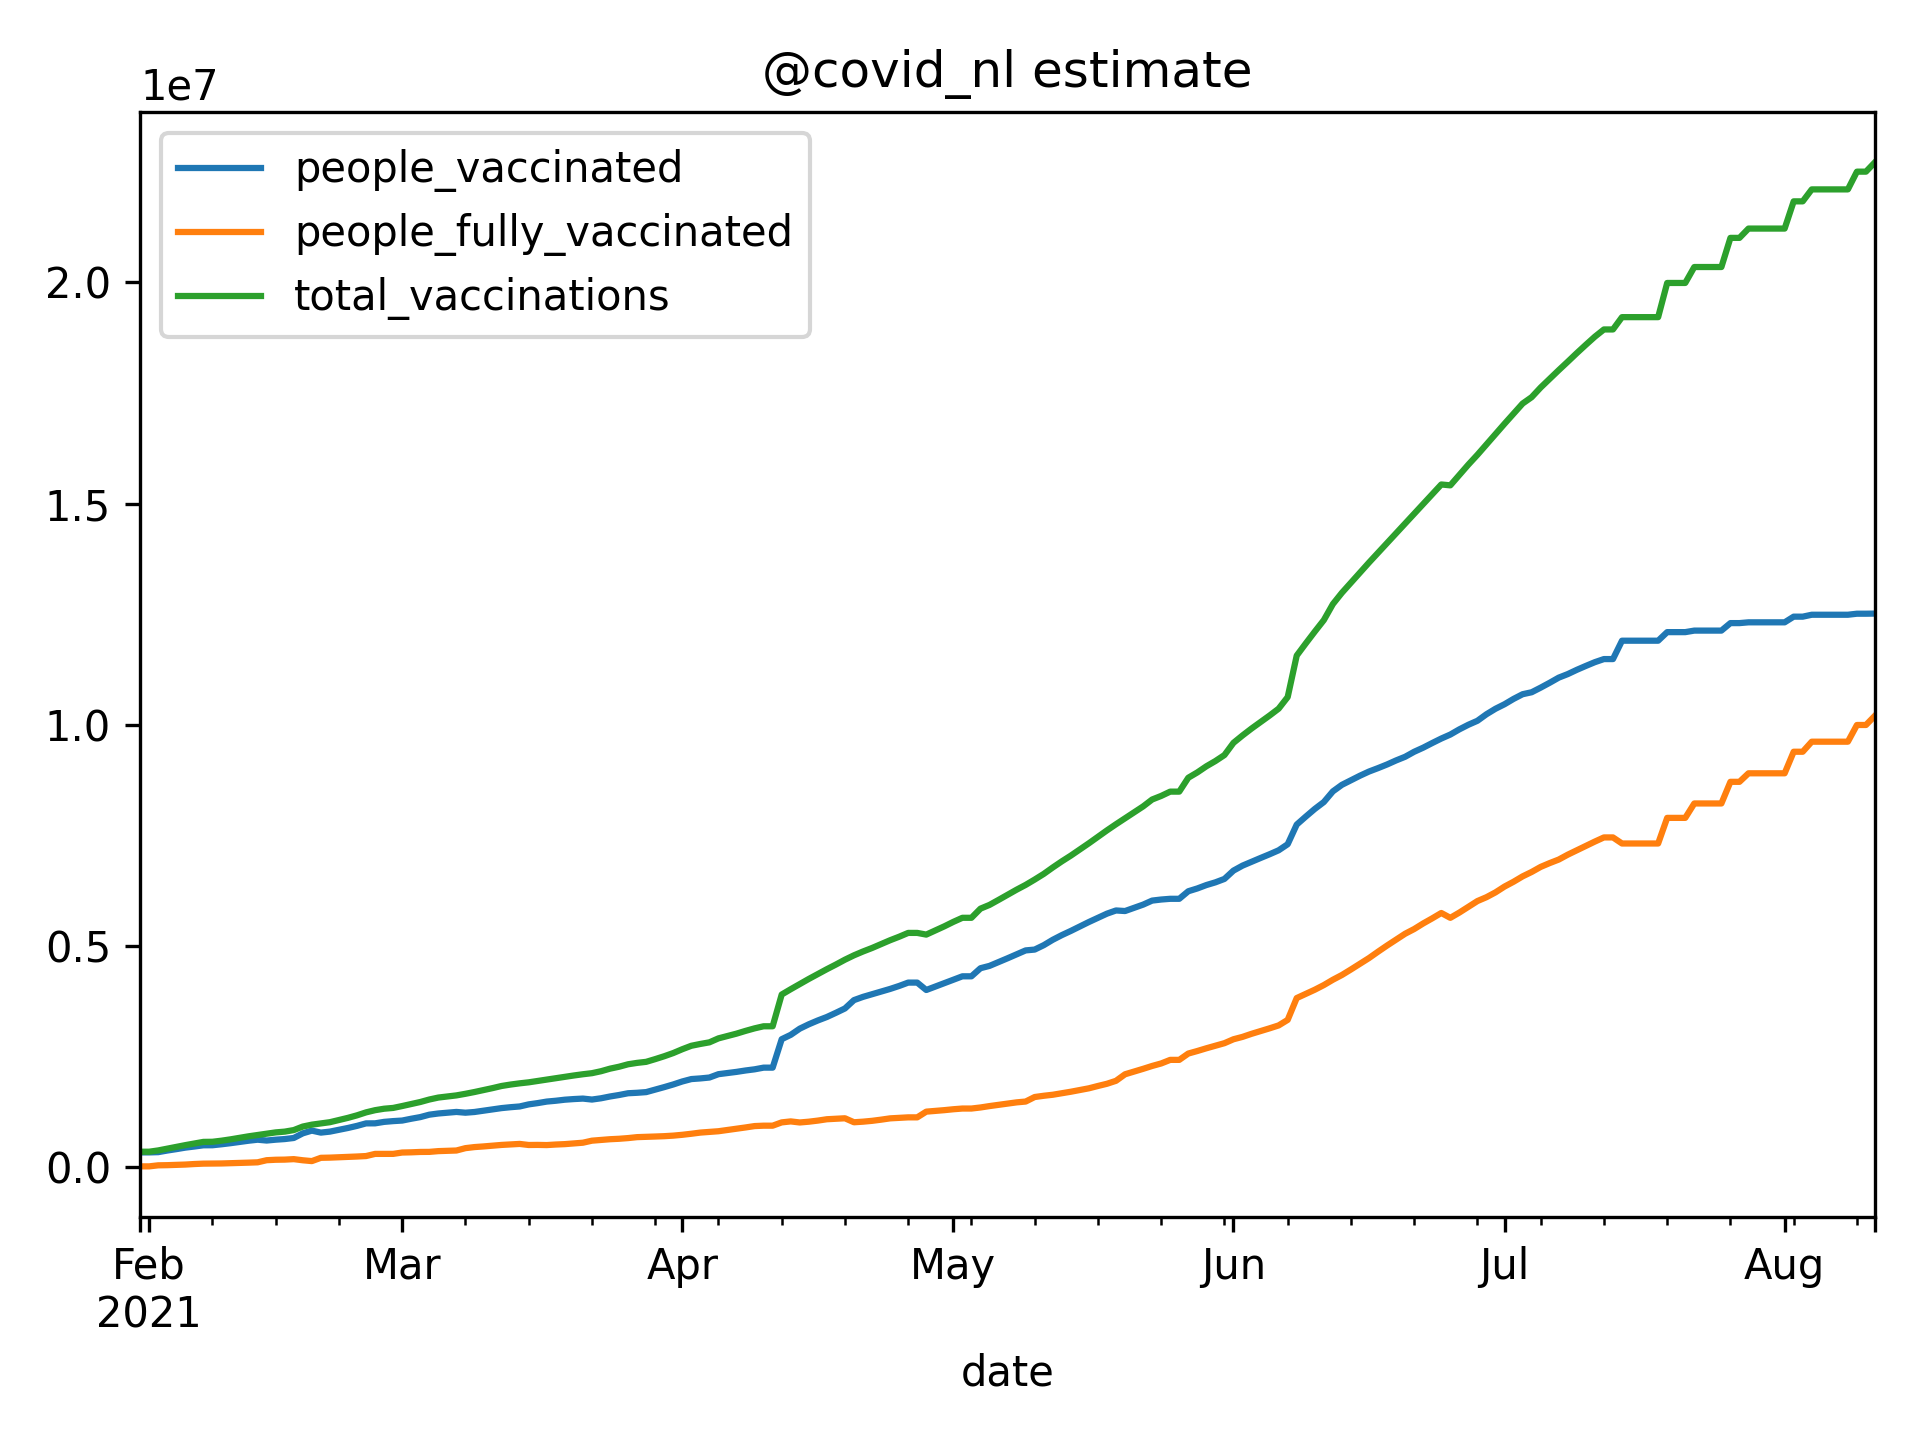 @covid_nl estimate
1e7
people_vaccinated
people_fully_vaccinated
total_vaccinations
2.0
1.5
1.0
0.5
0.0
Feb Mar Apr May Jun Jul Aug
2021
date